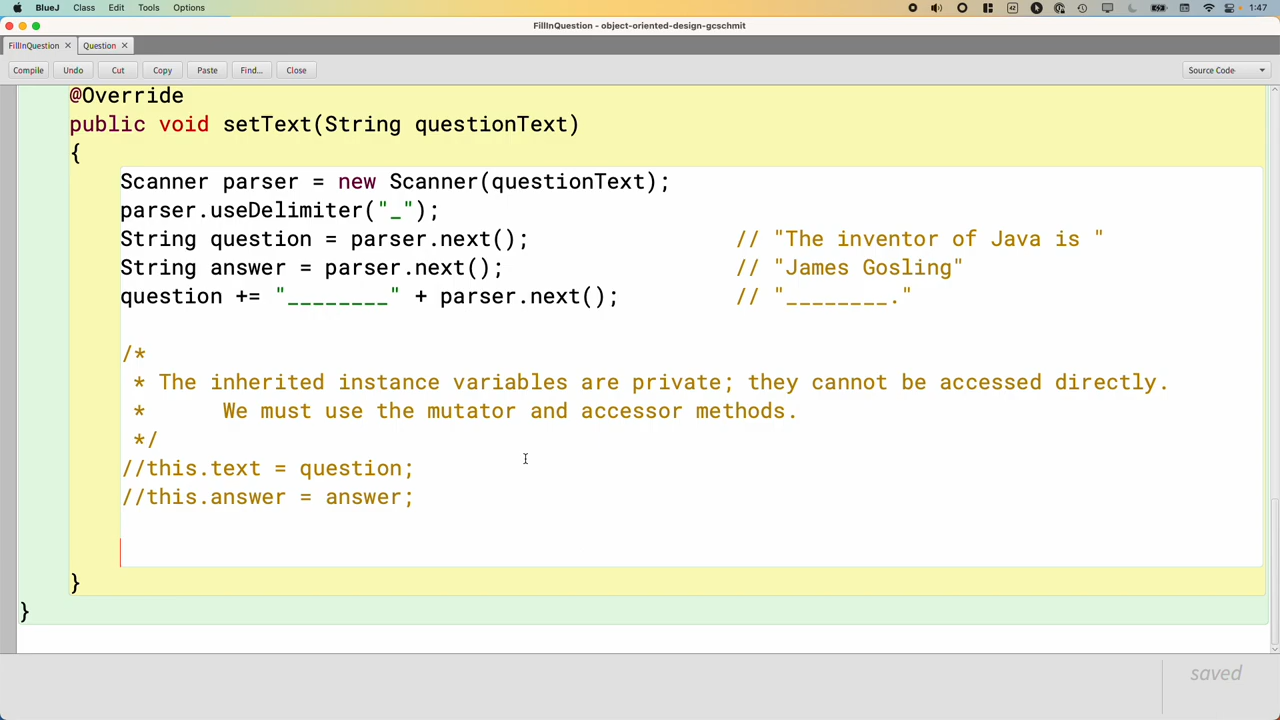 BlueJ Class Edit Tools Options 42 1:47
FillInQuestion - object-oriented-design-gcschmit
FillInQuestion × Question ×
Compile Undo Cut Copy Paste Find... Close Source Code
@Override
public void setText(String questionText)
{
Scanner parser = new Scanner(questionText);
parser.useDelimiter("_");
String question = parser.next(); // "The inventor of Java is "
String answer = parser.next(); // "James Gosling"
question += "________" + parser.next(); // "________."
/*
* The inherited instance variables are private; they cannot be accessed directly.
* We must use the mutator and accessor methods.
*/
//this.text = question;
//this.answer = answer;
}
}
saved